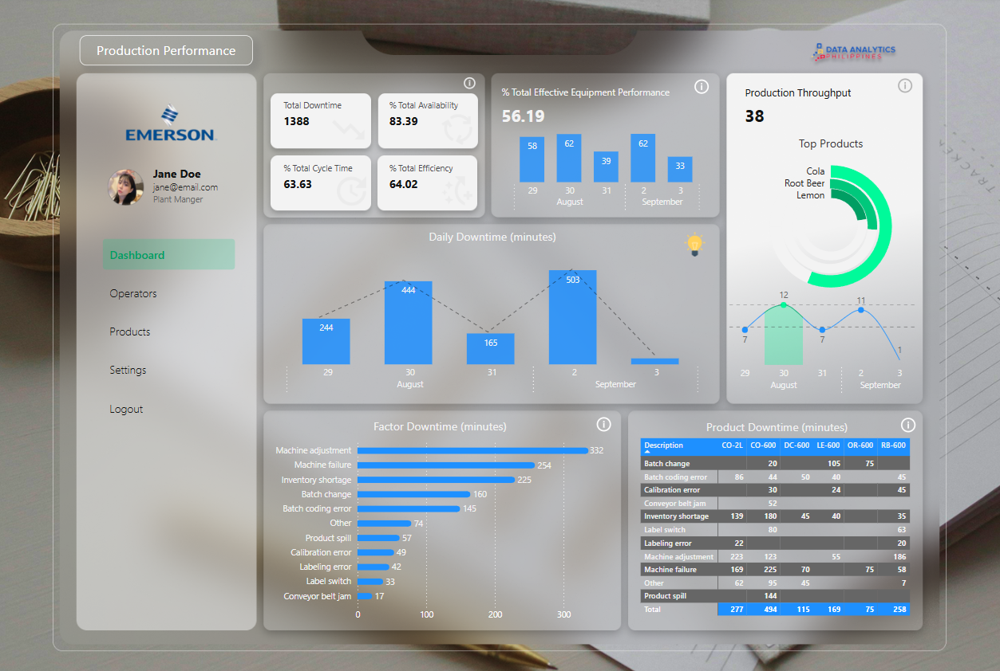 Production Performance
DATA ANALYTICS
PHILIPPINES
EMERSON
Jane Doe
jane@email.com
Plant Manger
Dashboard
Operators
Products
Settings
Logout
Total Downtime
1388
% Total Availability
83.39
% Total Cycle Time
63.63
% Total Efficiency
64.02
% Total Effective Equipment Performance
56.19
58 62 39 62 33
29 30 31 2 3
August September
Production Throughput
38
Top Products
Cola
Root Beer
Lemon
12 11
7 7 1
29 30 31 2 3
August September
Daily Downtime (minutes)
244 444 165 503
29 30 31 2 3
August September
Factor Downtime (minutes)
Machine adjustment 332
Machine failure 254
Inventory shortage 225
Batch change 160
Batch coding error 145
Other 74
Product spill 57
Calibration error 49
Labeling error 42
Label switch 33
Conveyor belt jam 17
0 100 200 300
Product Downtime (minutes)
Description CO-2L CO-600 DC-600 LE-600 OR-600 RB-600
Batch change 20 105 75
Batch coding error 86 44 50 40 45
Calibration error 30 24 45
Conveyor belt jam 52
Inventory shortage 139 180 45 40 35
Label switch 80 63
Labeling error 22 20
Machine adjustment 223 123 55 186
Machine failure 169 225 70 75 58
Other 62 95 45 7
Product spill 144
Total 277 494 115 169 75 258